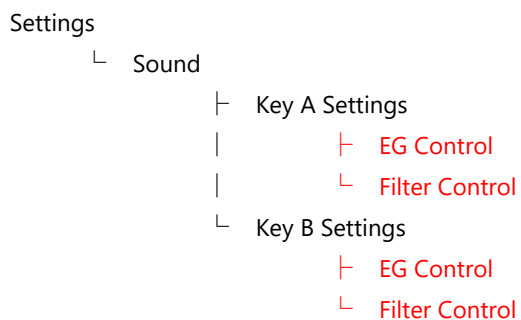 Settings
└ Sound
├ Key A Settings
│ ├ EG Control
│ └ Filter Control
└ Key B Settings
├ EG Control
└ Filter Control